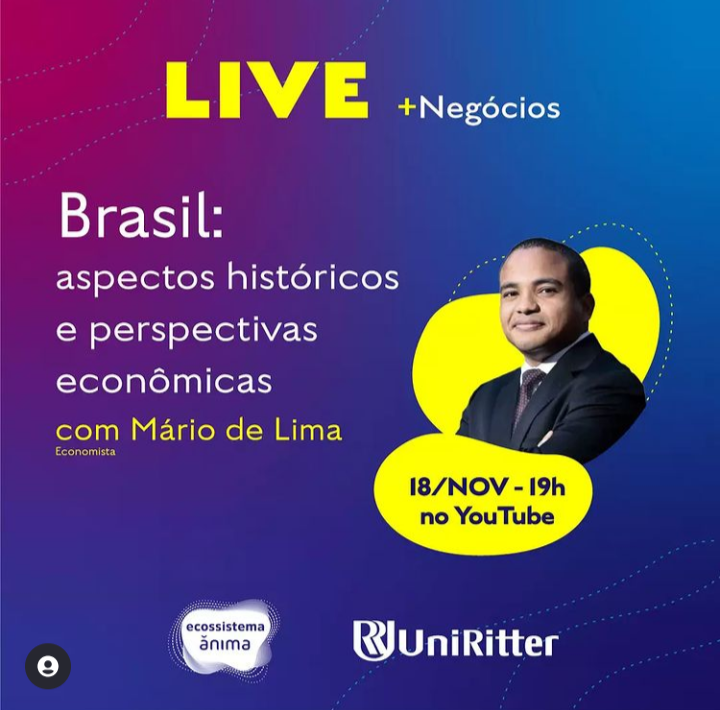 LIVE +Negócios
Brasil:
aspectos históricos
e perspectivas
econômicas
com Mário de Lima
Economista
18/NOV - 19h
no YouTube
ecossistema
ănima
UniRitter